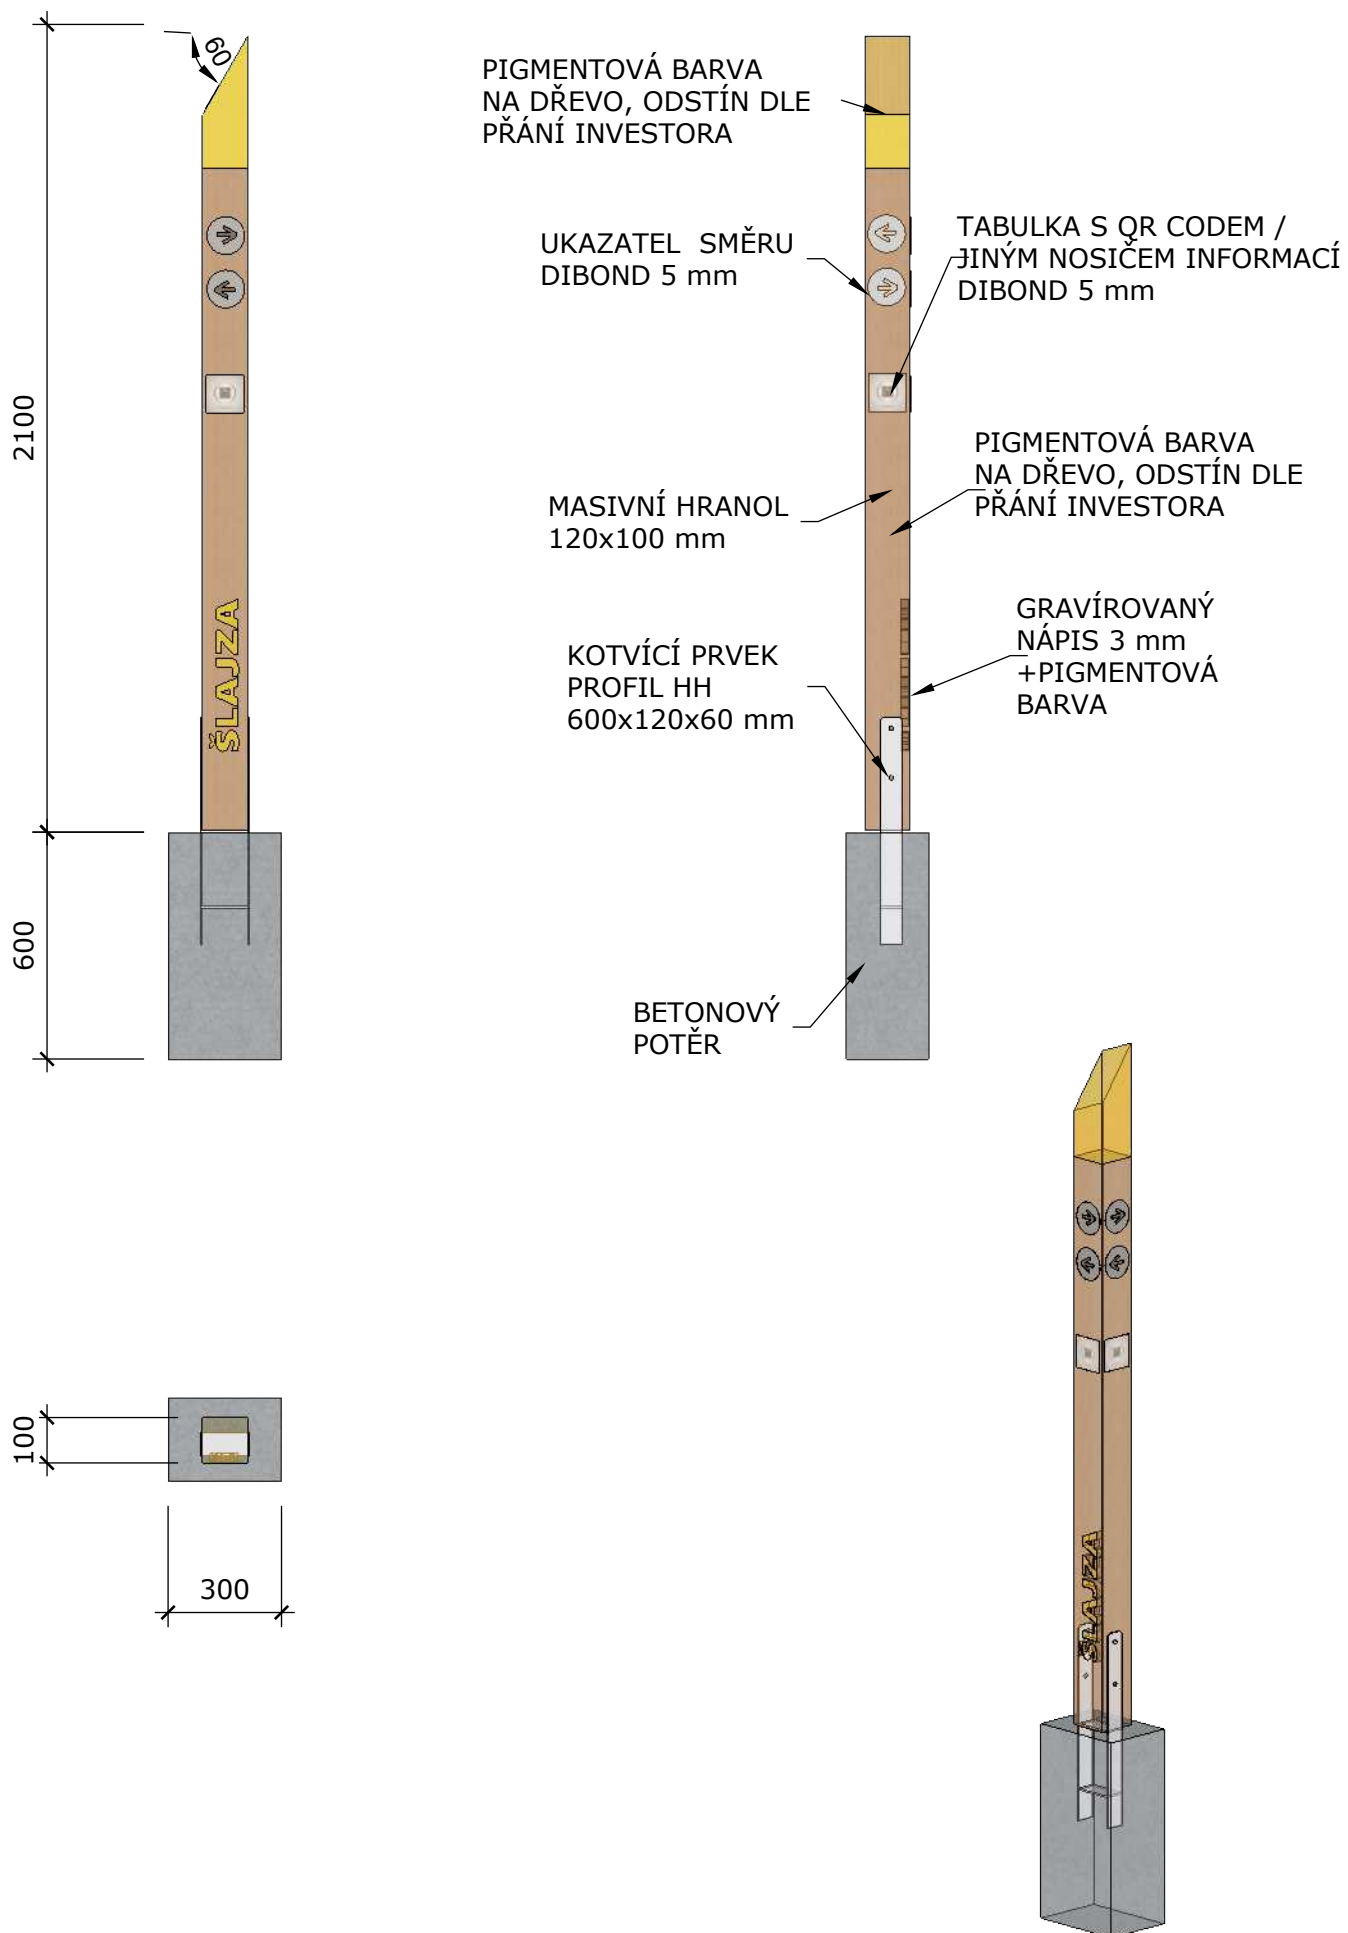 60
2100
600
ŠLAJZA
PIGMENTOVÁ BARVA
NA DŘEVO, ODSTÍN DLE
PŘÁNÍ INVESTORA
UKAZATEL SMĚRU
DIBOND 5 mm
TABULKA S QR CODEM /
JINÝM NOSIČEM INFORMACÍ
DIBOND 5 mm
PIGMENTOVÁ BARVA
NA DŘEVO, ODSTÍN DLE
PŘÁNÍ INVESTORA
MASIVNÍ HRANOL
120x100 mm
GRAVÍROVANÝ
NÁPIS 3 mm
+PIGMENTOVÁ
BARVA
KOTVÍCÍ PRVEK
PROFIL HH
600x120x60 mm
BETONOVÝ
POTĚR
100
300
ŠLAJZA